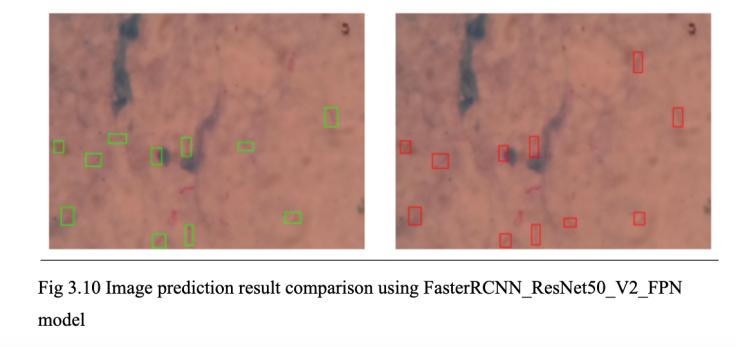 Fig 3.10 Image prediction result comparison using FasterRCNN_ResNet50_V2_FPN
model